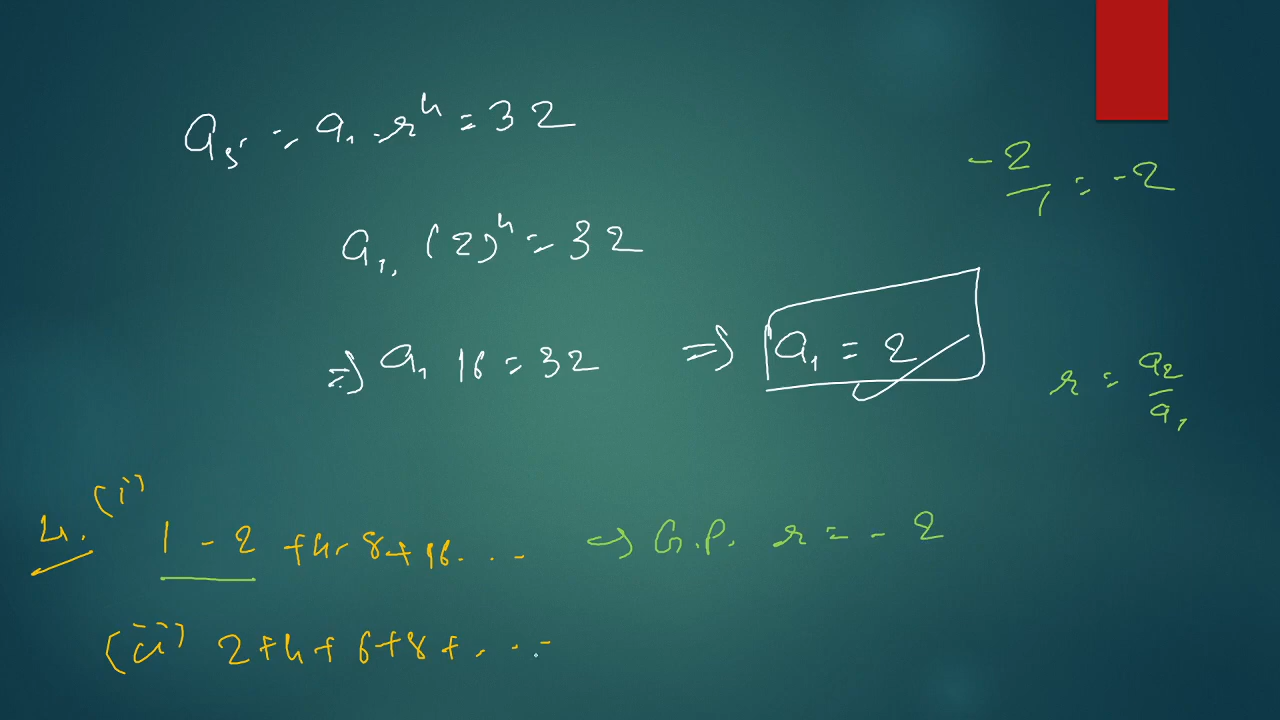 a₅ = a₁ · r⁴ = 32
-2/1 = -2
a₁. (2)⁴ = 32
⇒ a₁ 16 = 32 ⇒ a₁ = 2
r = a₂/a₁
4. (i) 1 - 2 + 4 - 8 + 16 . . . . → G.P. r = - 2
(ii) 2 + 4 + 6 + 8 + . . . .